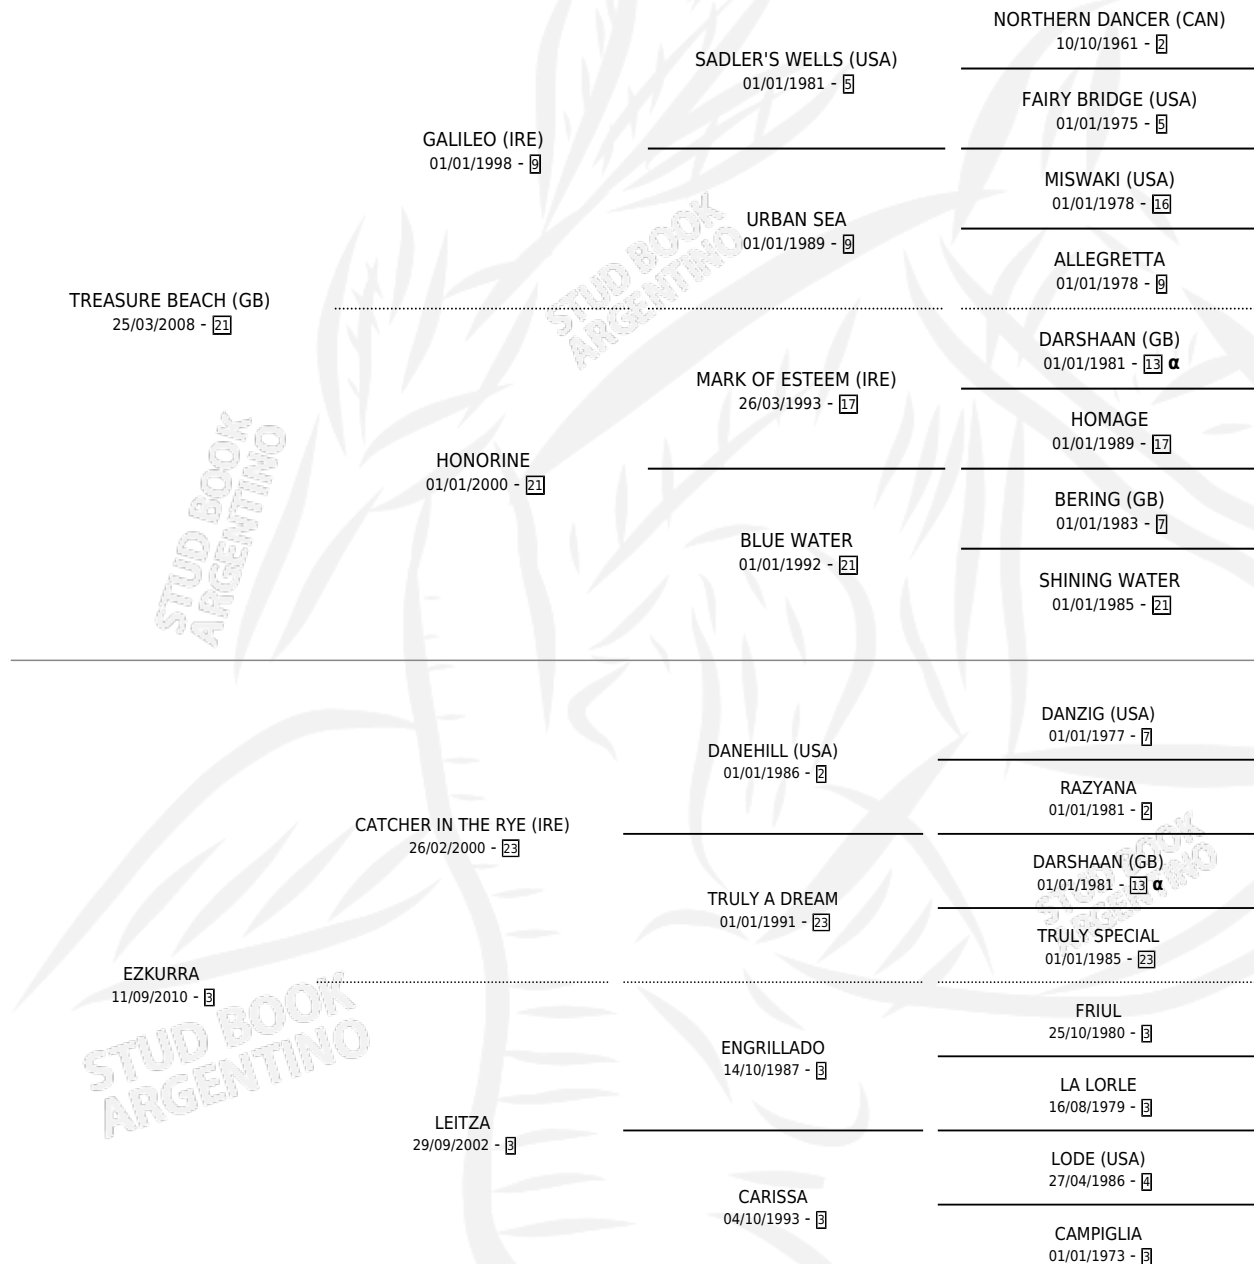 NORTHERN DANCER (CAN)
10/10/1961 - 2
SADLER'S WELLS (USA)
01/01/1981 - 5
FAIRY BRIDGE (USA)
01/01/1975 - 5
GALILEO (IRE)
01/01/1998 - 9
MISWAKI (USA)
01/01/1978 - 16
URBAN SEA
01/01/1989 - 9
ALLEGRETTA
01/01/1978 - 9
TREASURE BEACH (GB)
25/03/2008 - 21
DARSHAAN (GB)
01/01/1981 - 13 α
MARK OF ESTEEM (IRE)
26/03/1993 - 17
HOMAGE
01/01/1989 - 17
HONORINE
01/01/2000 - 21
BERING (GB)
01/01/1983 - 7
BLUE WATER
01/01/1992 - 21
SHINING WATER
01/01/1985 - 21
DANZIG (USA)
01/01/1977 - 7
DANEHILL (USA)
01/01/1986 - 2
RAZYANA
01/01/1981 - 2
CATCHER IN THE RYE (IRE)
26/02/2000 - 23
DARSHAAN (GB)
01/01/1981 - 13 α
TRULY A DREAM
01/01/1991 - 23
TRULY SPECIAL
01/01/1985 - 23
EZKURRA
11/09/2010 - 3
FRIUL
25/10/1980 - 3
ENGRILLADO
14/10/1987 - 3
LA LORLE
16/08/1979 - 3
LEITZA
29/09/2002 - 3
LODE (USA)
27/04/1986 - 4
CARISSA
04/10/1993 - 3
CAMPIGLIA
01/01/1973 - 3
STUD BOOK
ARGENTINO
STUD BOOK
ARGENTINO
STUD BOOK
ARGENTINO
STUD BOOK
ARGENTINO